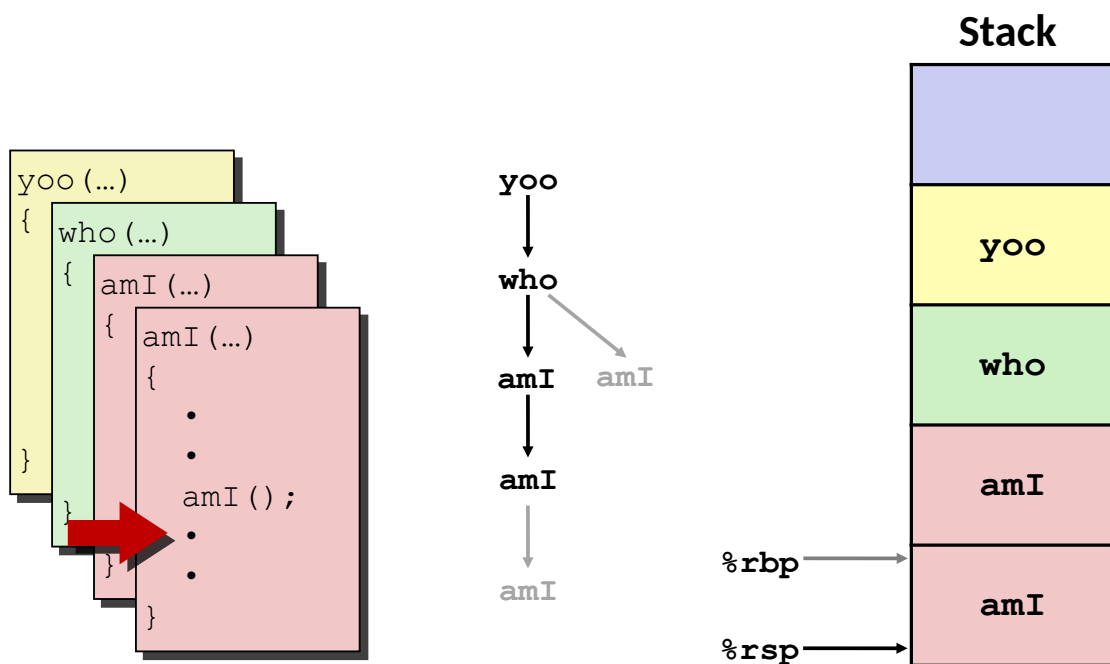 Stack
yoo(…)
{
}
who(…)
{
}
amI(…)
{
}
amI(…)
{
•
•
amI();
•
•
}
yoo
who
amI amI
amI
amI
yoo
who
amI
amI
%rbp
%rsp